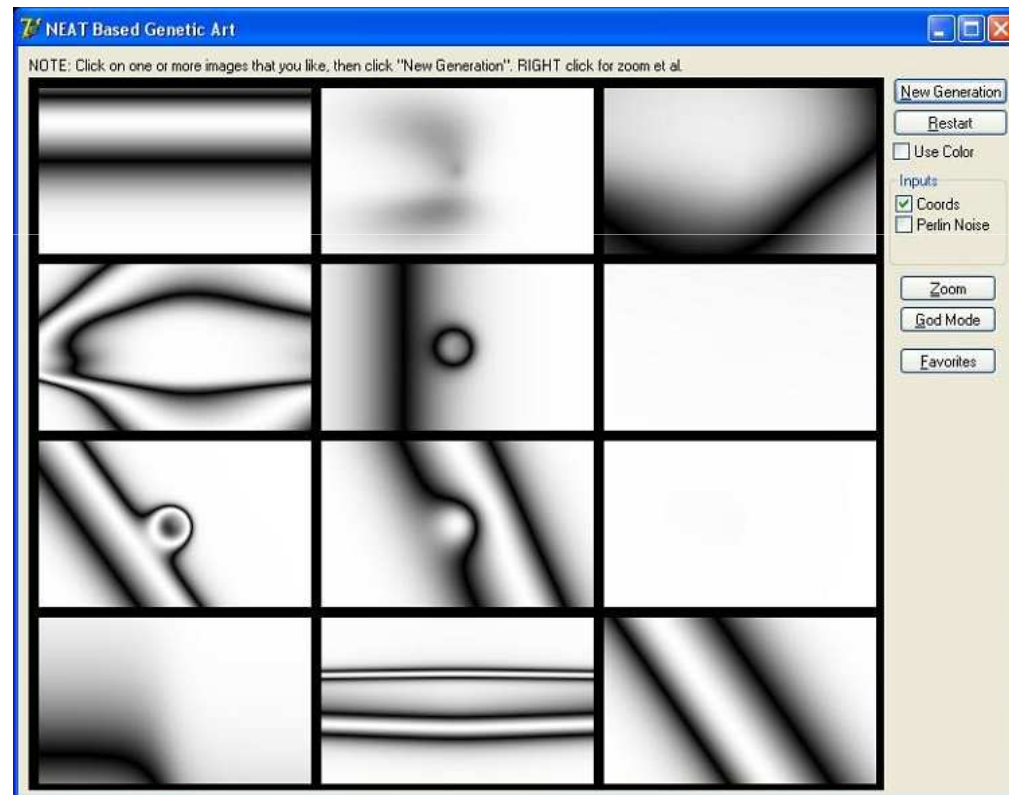 NEAT Based Genetic Art
NOTE: Click on one or more images that you like, then click "New Generation". RIGHT click for zoom et al.
New Generation
Restart
Use Color
Inputs
Coords
Perlin Noise
Zoom
God Mode
Favorites